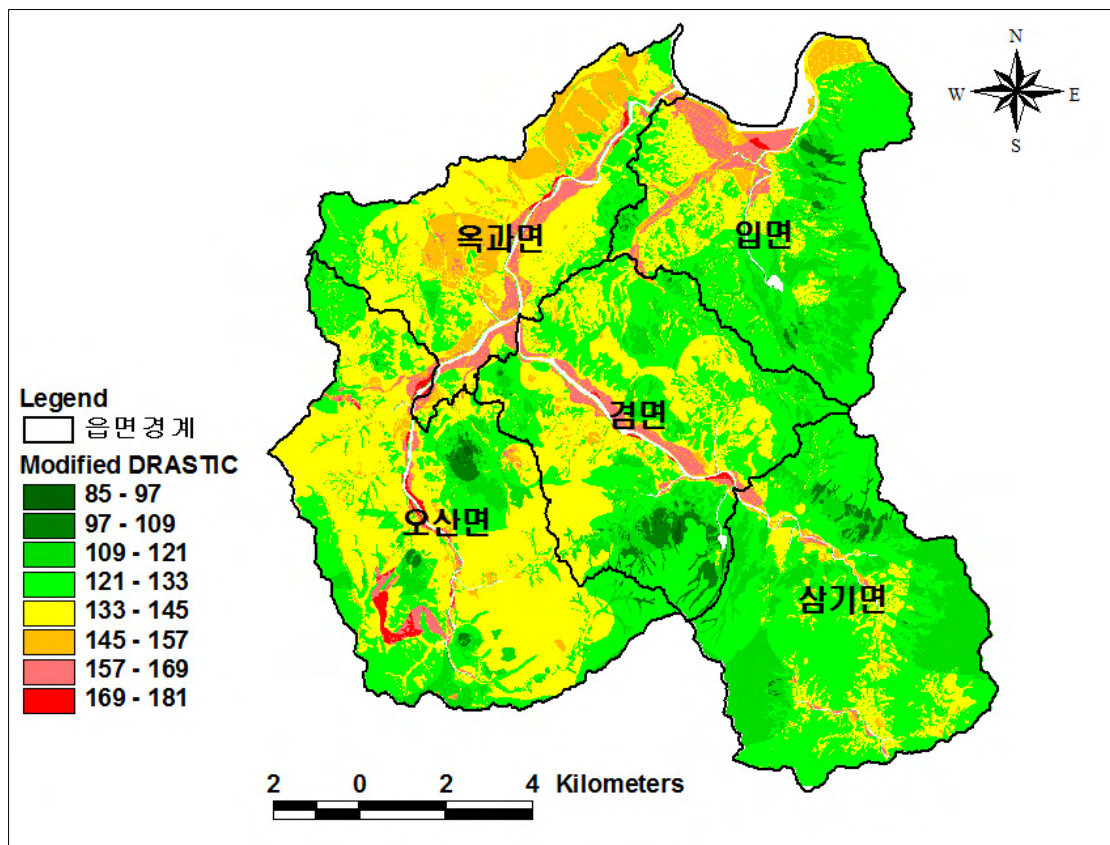 N
W E
S
옥과면
입면
겸면
오산면
삼기면
Legend
읍면경계
Modified DRASTIC
85 - 97
97 - 109
109 - 121
121 - 133
133 - 145
145 - 157
157 - 169
169 - 181
2 0 2 4 Kilometers